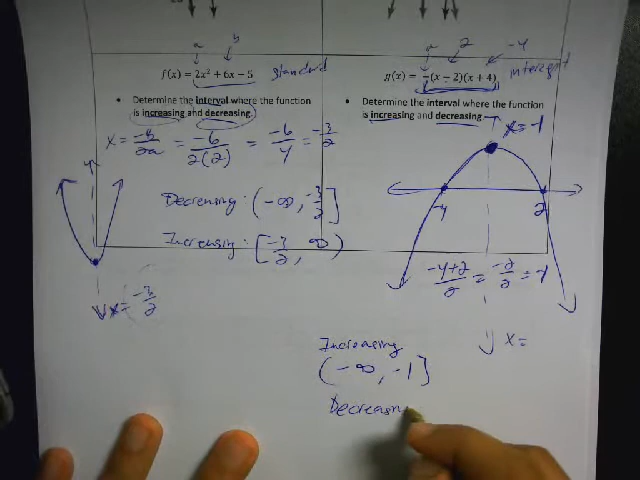 a
b
f(x) = 2x² + 6x - 5 Standard
• Determine the interval where the function
is increasing and decreasing.
x = -b/2a = -6/2(2) = -6/4 = -3/2
Decreasing: (-∞, -3/2]
Increasing: [-3/2, ∞)
x = -3/2
a
2
-4
g(x) = -(x - 2)(x + 4) intercept
• Determine the interval where the function
is increasing and decreasing.
x = -1
-4
2
-4+2/2 = -2/2 = -1
x =
Increasing
(-∞, -1]
Decreasin